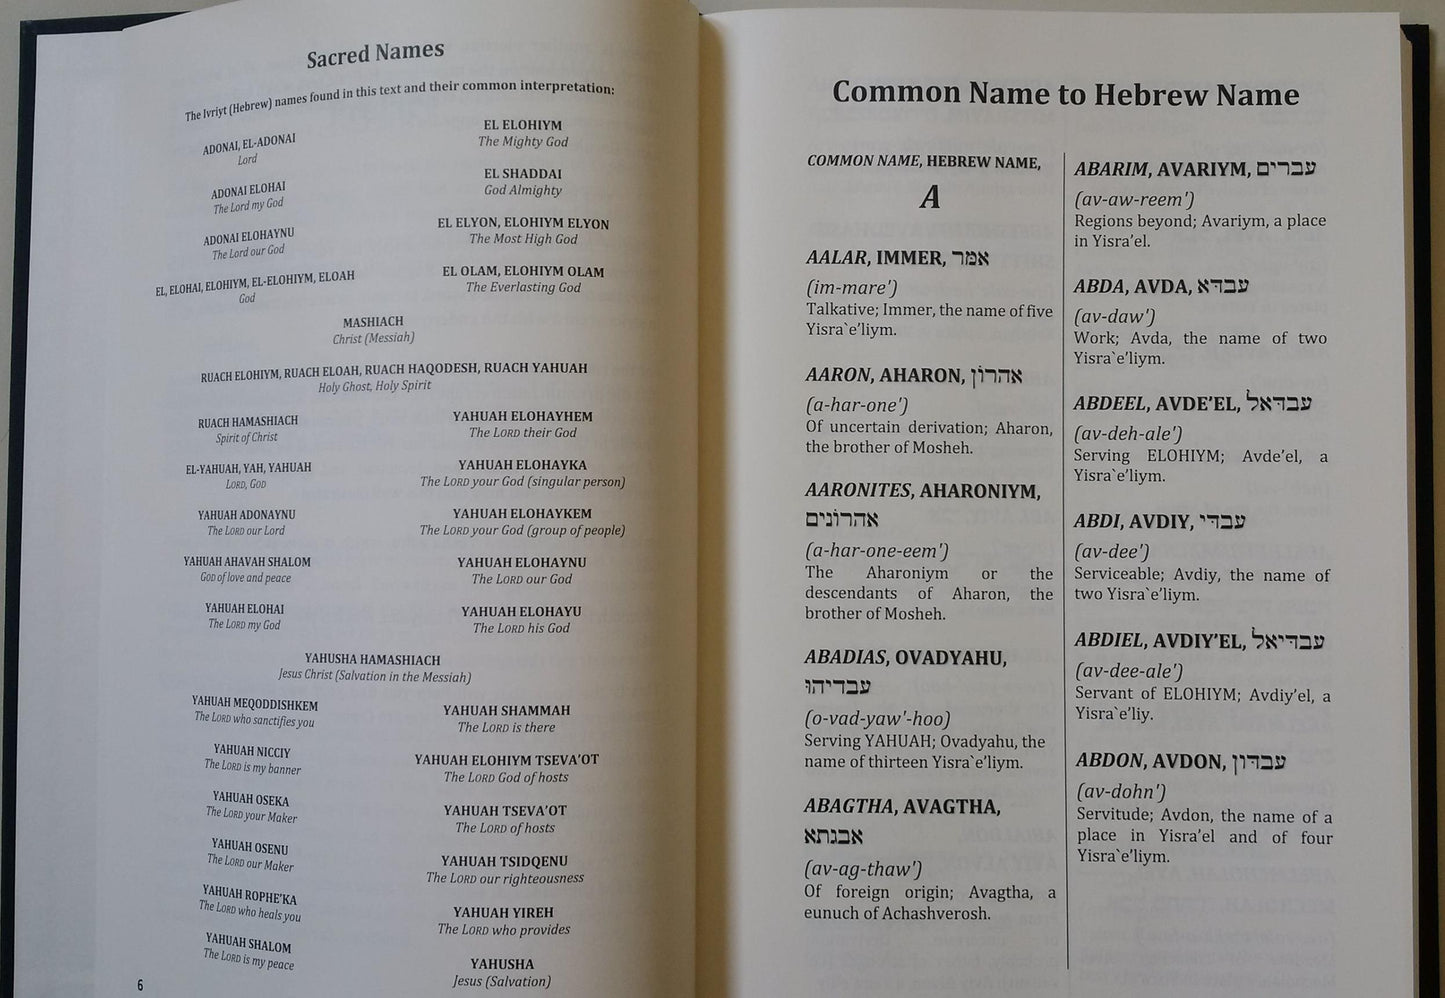 Sacred Names
The Ivriyt (Hebrew) names found in this text and their common interpretation:
ADONAI, EL-ADONAI
Lord
ADONAI ELOHAI
The Lord my God
ADONAI ELOHAYNU
The Lord our God
EL, ELOHAI, ELOHIYM, EL-ELOHIYM, ELOAH
God
EL ELOHIYM
The Mighty God
EL SHADDAI
God Almighty
EL ELYON, ELOHIYM ELYON
The Most High God
EL OLAM, ELOHIYM OLAM
The Everlasting God
MASHIACH
Christ (Messiah)
RUACH ELOHIYM, RUACH ELOAH, RUACH HAQODESH, RUACH YAHUAH
Holy Ghost, Holy Spirit
RUACH HAMASHIACH
Spirit of Christ
EL-YAHUAH, YAH, YAHUAH
LORD, GOD
YAHUAH ADONAYNU
The LORD our Lord
YAHUAH AHAVAH SHALOM
GOD of love and peace
YAHUAH ELOHAI
The LORD my God
YAHUAH ELOHAYHEM
The LORD their God
YAHUAH ELOHAYKA
The LORD your God (singular person)
YAHUAH ELOHAYKEM
The LORD your God (group of people)
YAHUAH ELOHAYNU
The LORD our God
YAHUAH ELOHAYU
The LORD his God
YAHUSHA HAMASHIACH
Jesus Christ (Salvation in the Messiah)
YAHUAH MEQODDISHKEM
The LORD who sanctifies you
YAHUAH NICCIY
The LORD is my banner
YAHUAH OSEKA
The LORD your Maker
YAHUAH OSENU
The LORD our Maker
YAHUAH ROPHE'KA
The LORD who heals you
YAHUAH SHALOM
The LORD is my peace
YAHUAH SHAMMAH
The LORD is there
YAHUAH ELOHIYM TSEVA'OT
The LORD God of hosts
YAHUAH TSEVA'OT
The LORD of hosts
YAHUAH TSIDQENU
The LORD our righteousness
YAHUAH YIREH
The LORD who provides
YAHUSHA
Jesus (Salvation)
6
Common Name to Hebrew Name
COMMON NAME, HEBREW NAME,
A
AALAR, IMMER, אמר
(im-mare')
Talkative; Immer, the name of five
Yisra`e'liym.
AARON, AHARON, אהרון
(a-har-one')
Of uncertain derivation; Aharon,
the brother of Mosheh.
AARONITES, AHARONIYM,
אהרונים
(a-har-one-eem')
The Aharoniym or the
descendants of Aharon, the
brother of Mosheh.
ABADIAS, OVADYAHU,
עבדיהו
(o-vad-yaw'-hoo)
Serving YAHUAH; Ovadyahu, the
name of thirteen Yisra`e'liym.
ABAGTHA, AVAGTHA,
אבגתא
(av-ag-thaw')
Of foreign origin; Avagtha, a
eunuch of Achashverosh.
ABARIM, AVARIYM, עברים
(av-aw-reem')
Regions beyond; Avariym, a place
in Yisra'el.
ABDA, AVDA, עבדא
(av-daw')
Work; Avda, the name of two
Yisra`e'liym.
ABDEEL, AVDE'EL, עבדאל
(av-deh-ale')
Serving ELOHIYM; Avde'el, a
Yisra`e'liy.
ABDI, AVDIY, עבדי
(av-dee')
Serviceable; Avdiy, the name of
two Yisra`e'liym.
ABDIEL, AVDIY'EL, עבדיאל
(av-dee-ale')
Servant of ELOHIYM; Avdiy'el, a
Yisra`e'liy.
ABDON, AVDON, עבדון
(av-dohn')
Servitude; Avdon, the name of a
place in Yisra'el and of four
Yisra`e'liym.